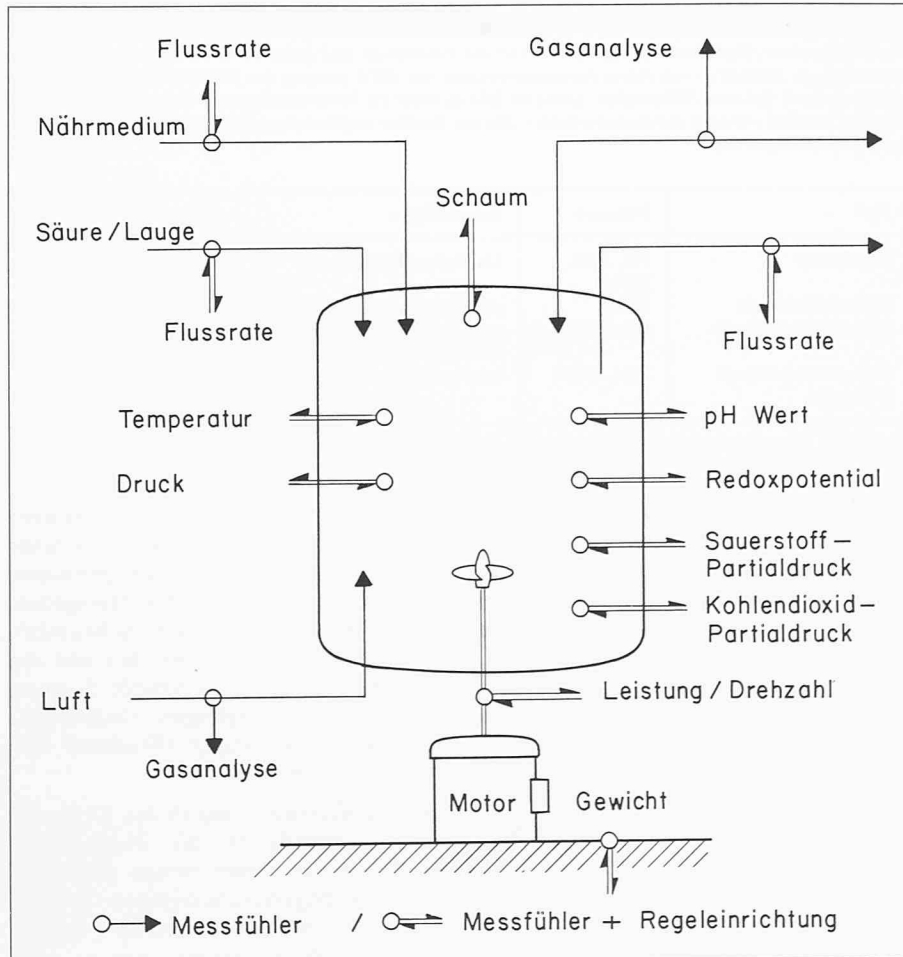 Flussrate
Gasanalyse
Nährmedium
Schaum
Säure/Lauge
Flussrate
Flussrate
Temperatur
pH Wert
Druck
Redoxpotential
Sauerstoff–
Partialdruck
Kohlendioxid–
Partialdruck
Luft
Leistung/Drehzahl
Gasanalyse
Motor
Gewicht
Messfühler / Messfühler + Regeleinrichtung